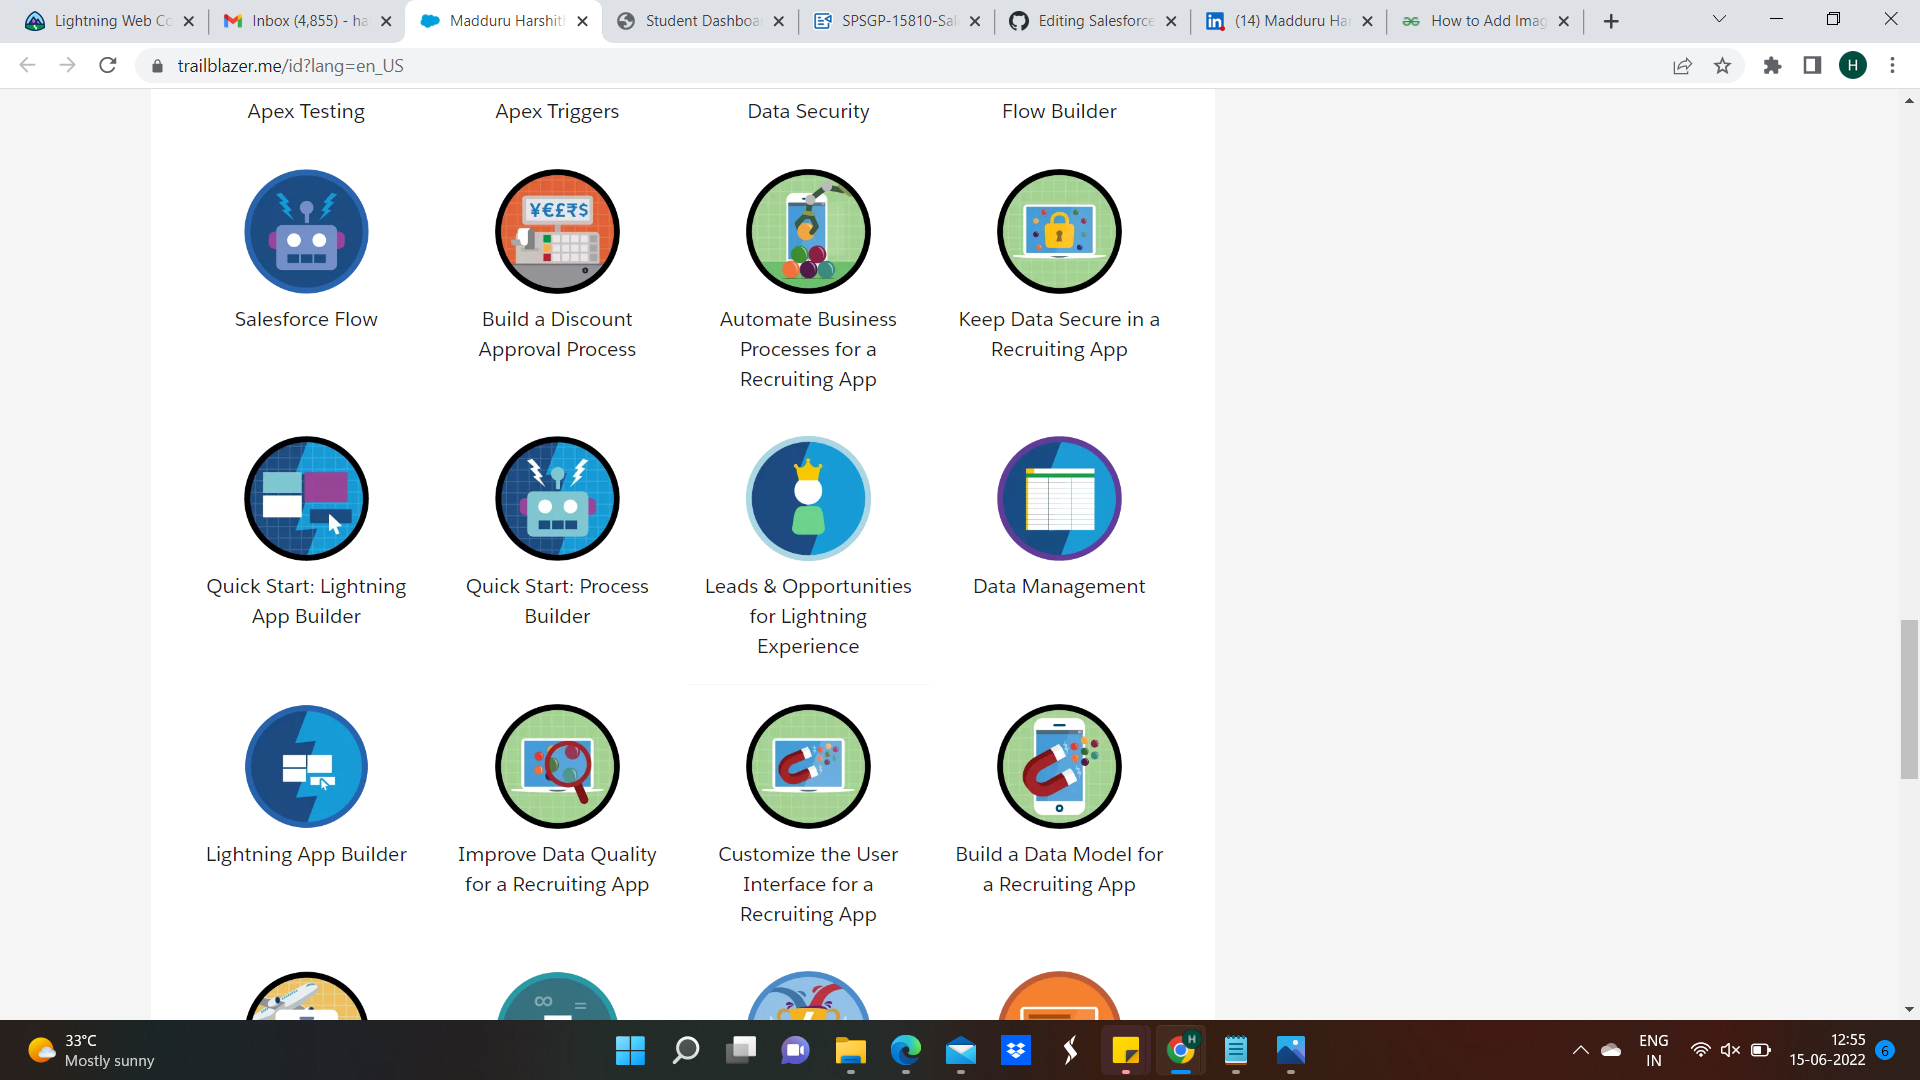 Lightning Web Co
Inbox (4,855) - ha
Madduru Harshith
Student Dashboa
SPSGP-15810-Sal
Editing Salesforce
(14) Madduru Ha
How to Add Imag
trailblazer.me/id?lang=en_US
H
Apex Testing
Apex Triggers
Data Security
Flow Builder
¥€£₹$
Salesforce Flow
Build a Discount
Approval Process
Automate Business
Processes for a
Recruiting App
Keep Data Secure in a
Recruiting App
Quick Start: Lightning
App Builder
Quick Start: Process
Builder
Leads & Opportunities
for Lightning
Experience
Data Management
Lightning App Builder
Improve Data Quality
for a Recruiting App
Customize the User
Interface for a
Recruiting App
Build a Data Model for
a Recruiting App
∞ =
33°C
Mostly sunny
H
ENG
IN
12:55
15-06-2022
6